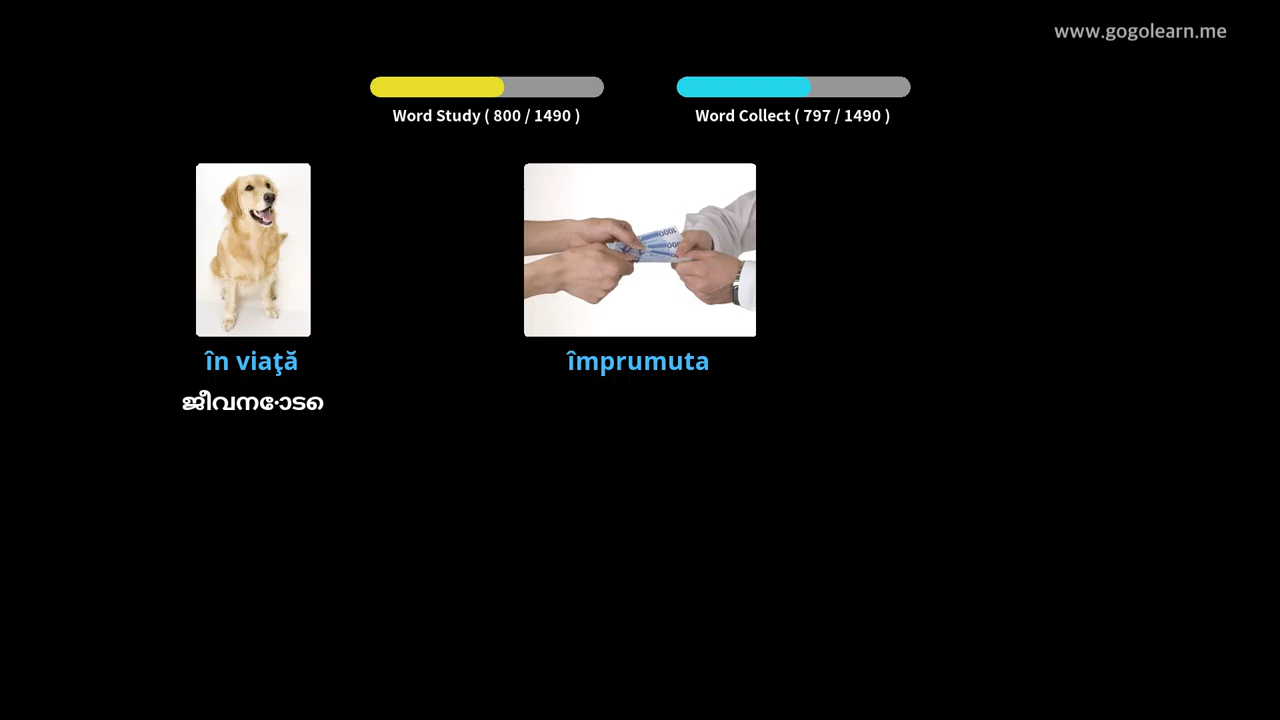 www.gogolearn.me
Word Study ( 800 / 1490 )
Word Collect ( 797 / 1490 )
în viaţă
împrumuta
ജീവനോടെ